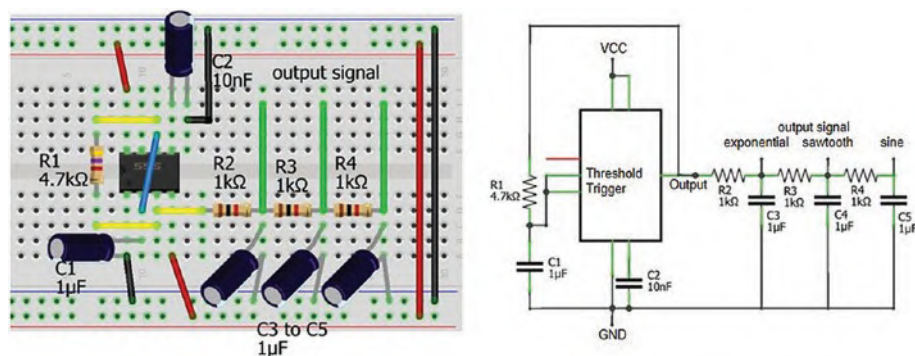 C2
10nF
output signal
R1
4.7kΩ
555
R2
1kΩ
R3
1kΩ
R4
1kΩ
C1
1µF
C3 to C5
1µF
VCC
Threshold
Trigger
R1
4.7kΩ
C1
1µF
C2
10nF
GND
Output
output signal
exponential
sawtooth
sine
R2
1kΩ
R3
1kΩ
R4
1kΩ
C3
1µF
C4
1µF
C5
1µF